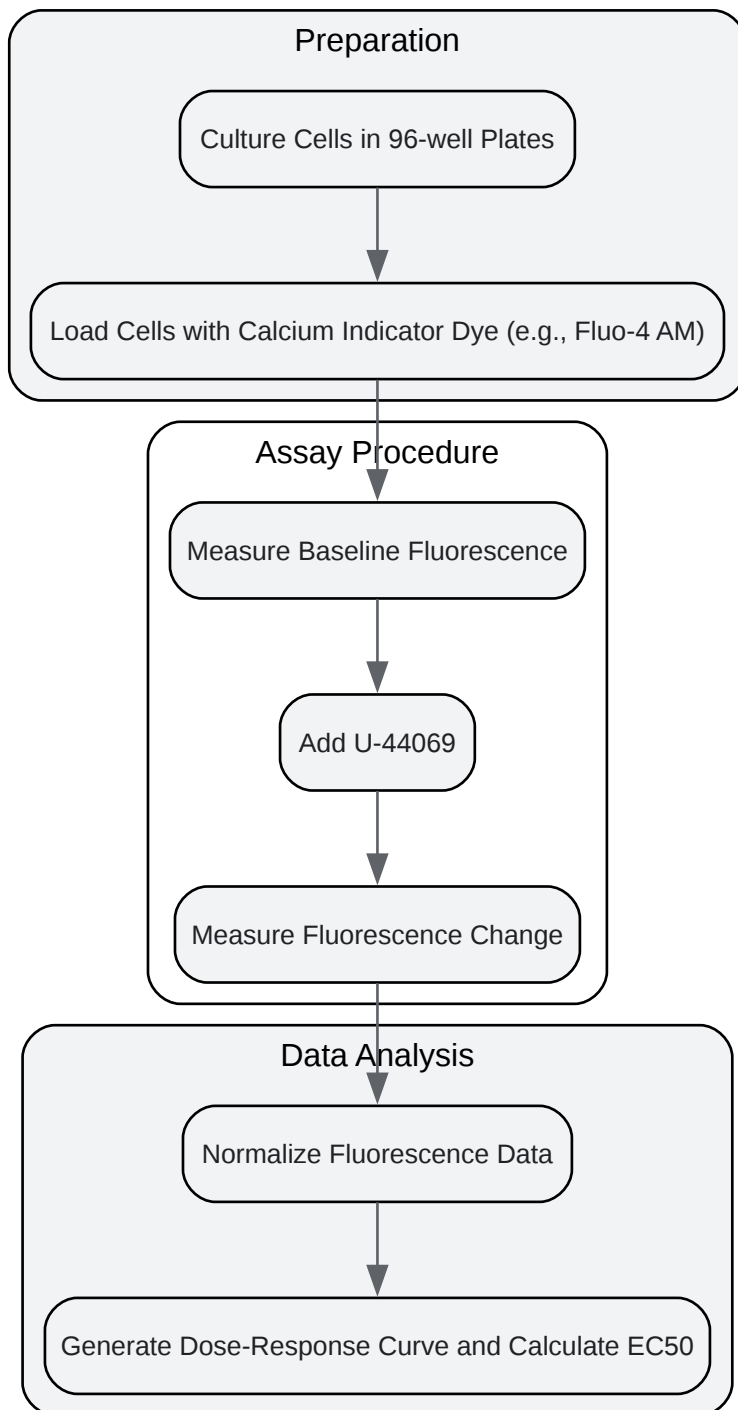 Preparation
Culture Cells in 96-well Plates
Load Cells with Calcium Indicator Dye (e.g., Fluo-4 AM)
Assay Procedure
Measure Baseline Fluorescence
Add U-44069
Measure Fluorescence Change
Data Analysis
Normalize Fluorescence Data
Generate Dose-Response Curve and Calculate EC50